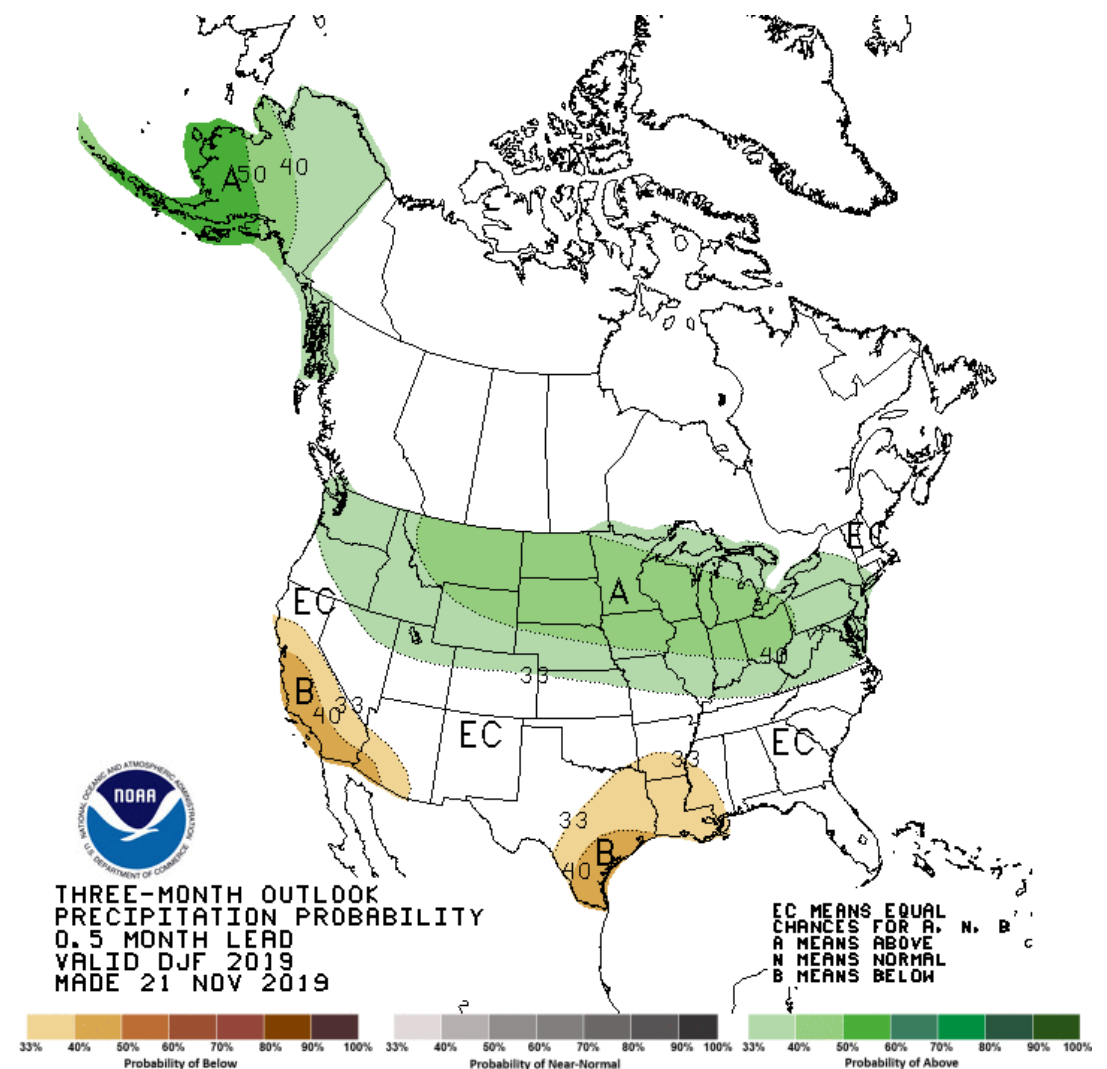 A 50 40
EC
A
EC
40
33
B
33
40
EC
EC
33
33
B
40
NATIONAL OCEANIC AND ATMOSPHERIC ADMINISTRATION
NOAA
U.S. DEPARTMENT OF COMMERCE
THREE-MONTH OUTLOOK
PRECIPITATION PROBABILITY
0.5 MONTH LEAD
VALID DJF 2019
MADE 21 NOV 2019
EC MEANS EQUAL
CHANCES FOR A, N, B
A MEANS ABOVE
N MEANS NORMAL
B MEANS BELOW
33% 40% 50% 60% 70% 80% 90% 100%
Probability of Below
33% 40% 50% 60% 70% 80% 90% 100%
Probability of Near-Normal
33% 40% 50% 60% 70% 80% 90% 100%
Probability of Above